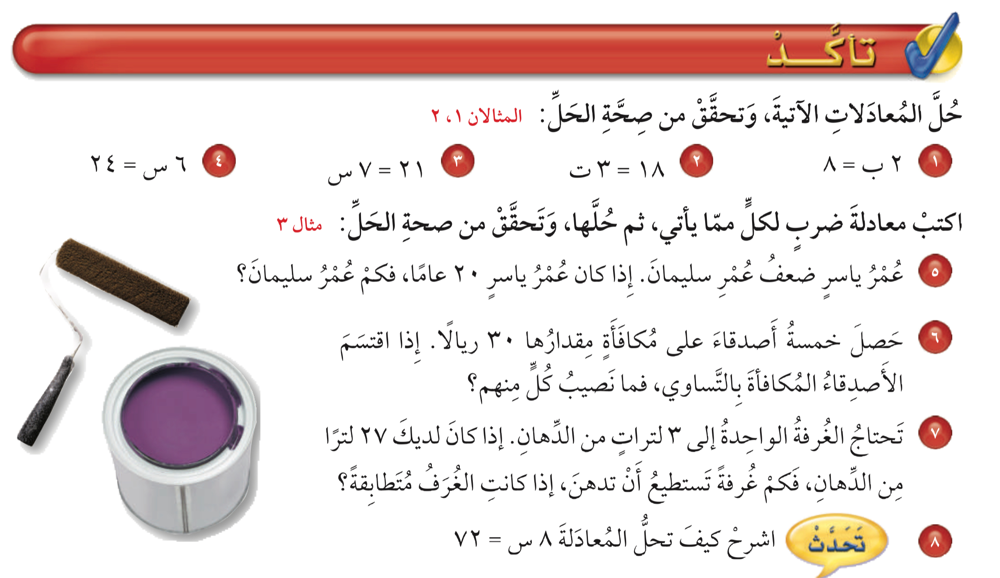 تأكَّـــدْ
حُلَّ المُعادَلاتِ الآتيةَ، وَتحقَّقْ من صِحَّةِ الحَلِّ: المثالان ١، ٢
١ ٢ ب = ٨ ٢ ١٨ = ٣ ت ٣ ٢١ = ٧ س ٤ ٦ س = ٢٤
اكتبْ معادلةَ ضربٍ لكلٍّ ممّا يأتي، ثم حُلَّها، وَتَحقَّقْ من صحةِ الحَلِّ: مثال ٣
٥ عُمْرُ ياسرٍ ضعفُ عُمْرِ سليمانَ. إِذا كان عُمْرُ ياسرٍ ٢٠ عامًا، فكمْ عُمْرُ سليمانَ؟
٦ حَصلَ خمسةُ أَصدقاءَ على مُكافَأَةٍ مِقدارُها ٣٠ ريالًا. إِذا اقتسَمَ
الأَصدِقاءُ المُكافأةَ بِالتَّساوي، فما نَصيبُ كُلٍّ مِنهم؟
٧ تَحتاجُ الغُرفةُ الواحِدةُ إلى ٣ لتراتٍ من الدِّهانِ. إذا كانَ لديكَ ٢٧ لترًا
مِن الدِّهانِ، فَكمْ غُرفةً تَستطيعُ أَنْ تدهنَ، إذا كانتِ الغُرَفُ مُتَطابِقةً؟
٨ تَحَدَّثْ اشرحْ كيفَ تحلُّ المُعادَلةَ ٨ س = ٧٢